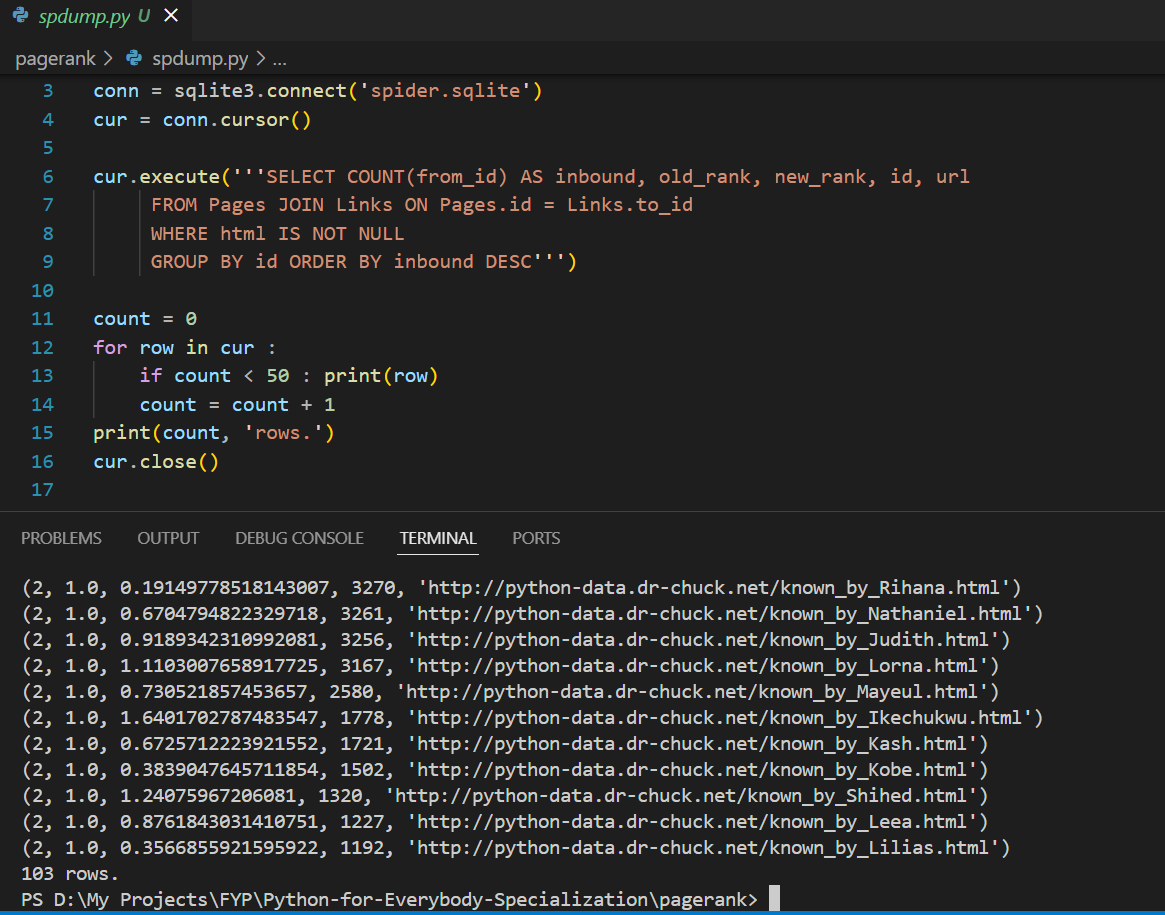 spdump.py U
pagerank > spdump.py > ...
3 conn = sqlite3.connect('spider.sqlite')
4 cur = conn.cursor()
5
6 cur.execute('''SELECT COUNT(from_id) AS inbound, old_rank, new_rank, id, url
7 FROM Pages JOIN Links ON Pages.id = Links.to_id
8 WHERE html IS NOT NULL
9 GROUP BY id ORDER BY inbound DESC''')
10
11 count = 0
12 for row in cur :
13 if count < 50 : print(row)
14 count = count + 1
15 print(count, 'rows.')
16 cur.close()
17
PROBLEMS OUTPUT DEBUG CONSOLE TERMINAL PORTS
(2, 1.0, 0.19149778518143007, 3270, 'http://python-data.dr-chuck.net/known_by_Rihana.html')
(2, 1.0, 0.6704794822329718, 3261, 'http://python-data.dr-chuck.net/known_by_Nathaniel.html')
(2, 1.0, 0.9189342310992081, 3256, 'http://python-data.dr-chuck.net/known_by_Judith.html')
(2, 1.0, 1.1103007658917725, 3167, 'http://python-data.dr-chuck.net/known_by_Lorna.html')
(2, 1.0, 0.730521857453657, 2580, 'http://python-data.dr-chuck.net/known_by_Mayeul.html')
(2, 1.0, 1.6401702787483547, 1778, 'http://python-data.dr-chuck.net/known_by_Ikechukwu.html')
(2, 1.0, 0.6725712223921552, 1721, 'http://python-data.dr-chuck.net/known_by_Kash.html')
(2, 1.0, 0.3839047645711854, 1502, 'http://python-data.dr-chuck.net/known_by_Kobe.html')
(2, 1.0, 1.24075967206081, 1320, 'http://python-data.dr-chuck.net/known_by_Shihed.html')
(2, 1.0, 0.8761843031410751, 1227, 'http://python-data.dr-chuck.net/known_by_Leea.html')
(2, 1.0, 0.3566855921595922, 1192, 'http://python-data.dr-chuck.net/known_by_Lilias.html')
103 rows.
PS D:\My Projects\FYP\Python-for-Everybody-Specialization\pagerank>